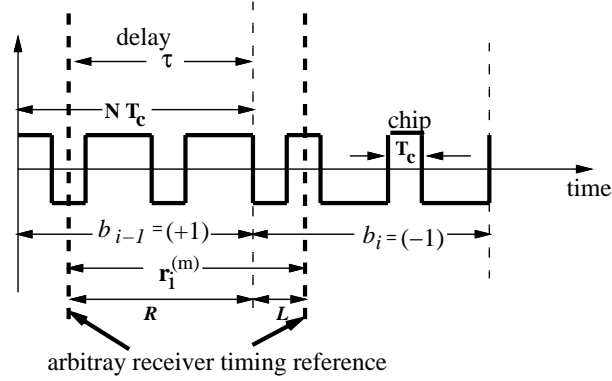 delay
τ
N T_c
chip
T_c
time
b_{i-1} = (+1)
b_i = (-1)
r_i^{(m)}
R
L
arbitray receiver timing reference